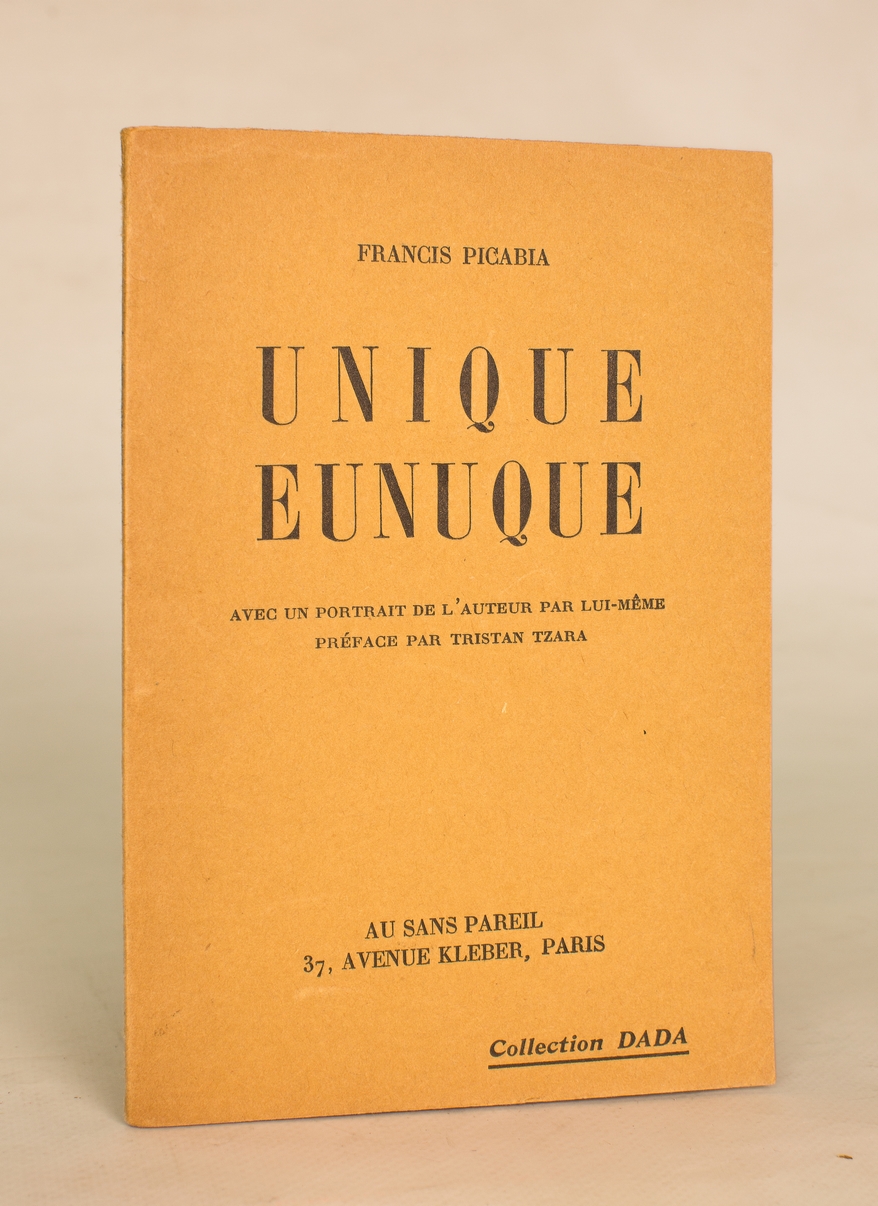 FRANCIS PICABIA
UNIQUE
EUNUQUE
AVEC UN PORTRAIT DE L'AUTEUR PAR LUI-MÊME
PRÉFACE PAR TRISTAN TZARA
AU SANS PAREIL
37, AVENUE KLEBER, PARIS
Collection DADA